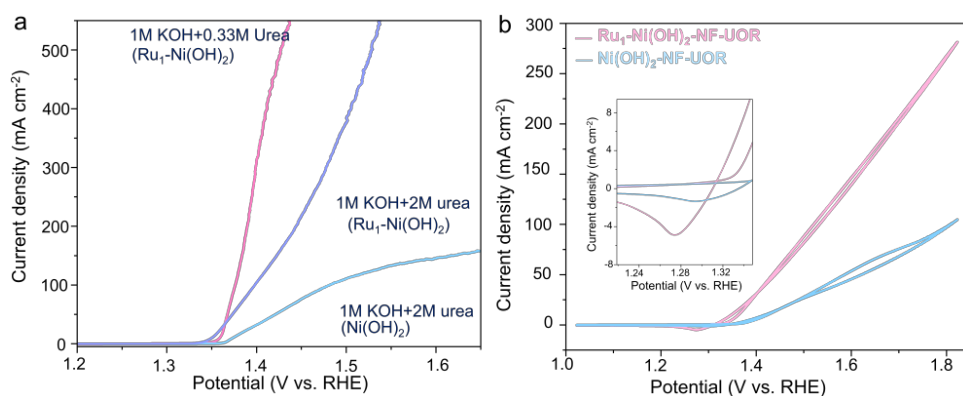 a
1M KOH+0.33M Urea
(Ru₁-Ni(OH)₂)
1M KOH+2M urea
(Ru₁-Ni(OH)₂)
1M KOH+2M urea
(Ni(OH)₂)
Current density (mA cm⁻²)
500
400
300
200
100
0
1.2 1.3 1.4 1.5 1.6
Potential (V vs. RHE)
b
Ru₁-Ni(OH)₂-NF-UOR
Ni(OH)₂-NF-UOR
Current density (mA cm⁻²)
300
250
200
150
100
50
0
1.0 1.2 1.4 1.6 1.8
Potential (V vs. RHE)
Current density (mA cm⁻²)
8
4
0
-4
-8
1.24 1.28 1.32
Potential (V vs. RHE)